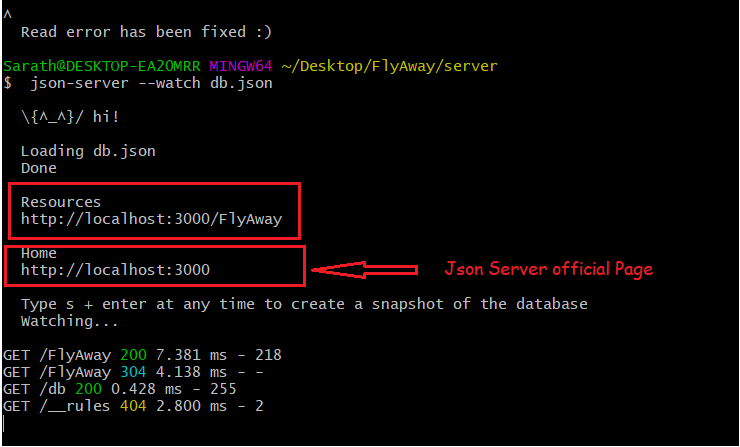 ^
Read error has been fixed :)
Sarath@DESKTOP-EA2OMRR MINGW64 ~/Desktop/FlyAway/server
$ json-server --watch db.json
\{^_^}/ hi!
Loading db.json
Done
Resources
http://localhost:3000/FlyAway
Home
http://localhost:3000
Json Server official Page
Type s + enter at any time to create a snapshot of the database
Watching...
GET /FlyAway 200 7.381 ms - 218
GET /FlyAway 304 4.138 ms - -
GET /db 200 0.428 ms - 255
GET /__rules 404 2.800 ms - 2